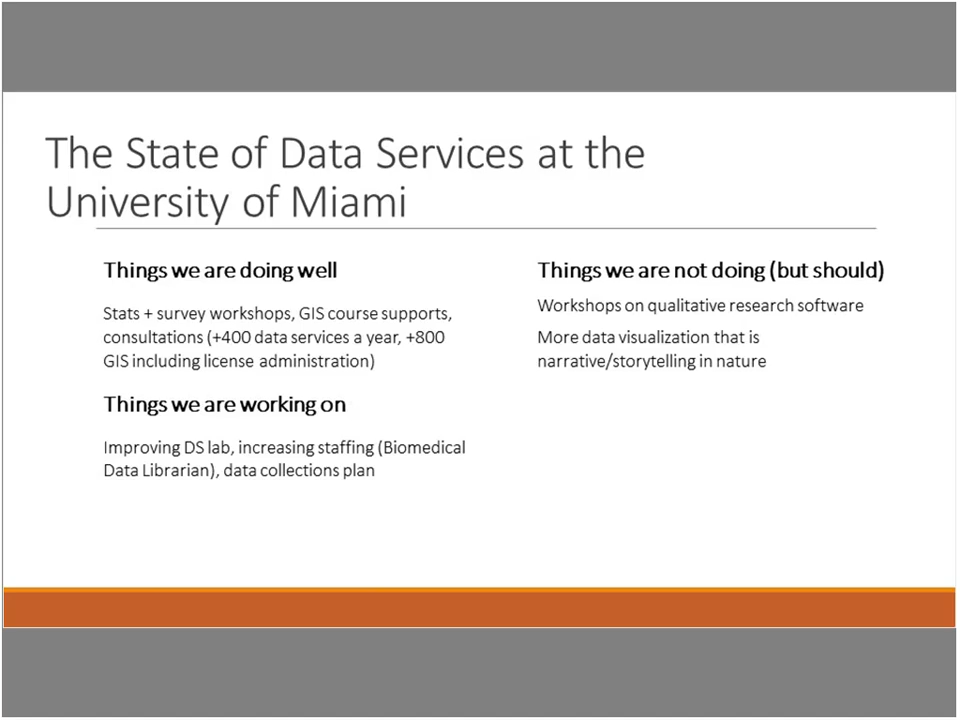 The State of Data Services at the
University of Miami
Things we are doing well
Stats + survey workshops, GIS course supports,
consultations (+400 data services a year, +800
GIS including license administration)
Things we are working on
Improving DS lab, increasing staffing (Biomedical
Data Librarian), data collections plan
Things we are not doing (but should)
Workshops on qualitative research software
More data visualization that is
narrative/storytelling in nature